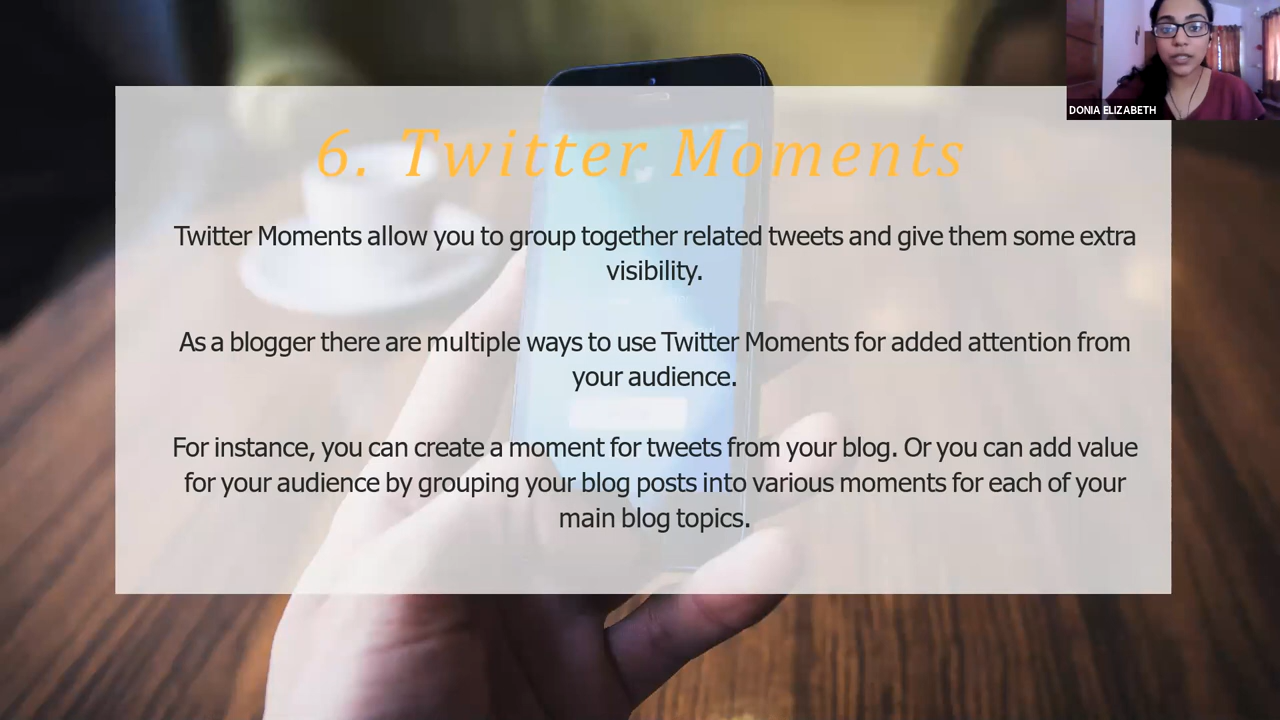 DONIA ELIZABETH
6. Twitter Moments
Twitter Moments allow you to group together related tweets and give them some extra
visibility.
As a blogger there are multiple ways to use Twitter Moments for added attention from
your audience.
For instance, you can create a moment for tweets from your blog. Or you can add value
for your audience by grouping your blog posts into various moments for each of your
main blog topics.